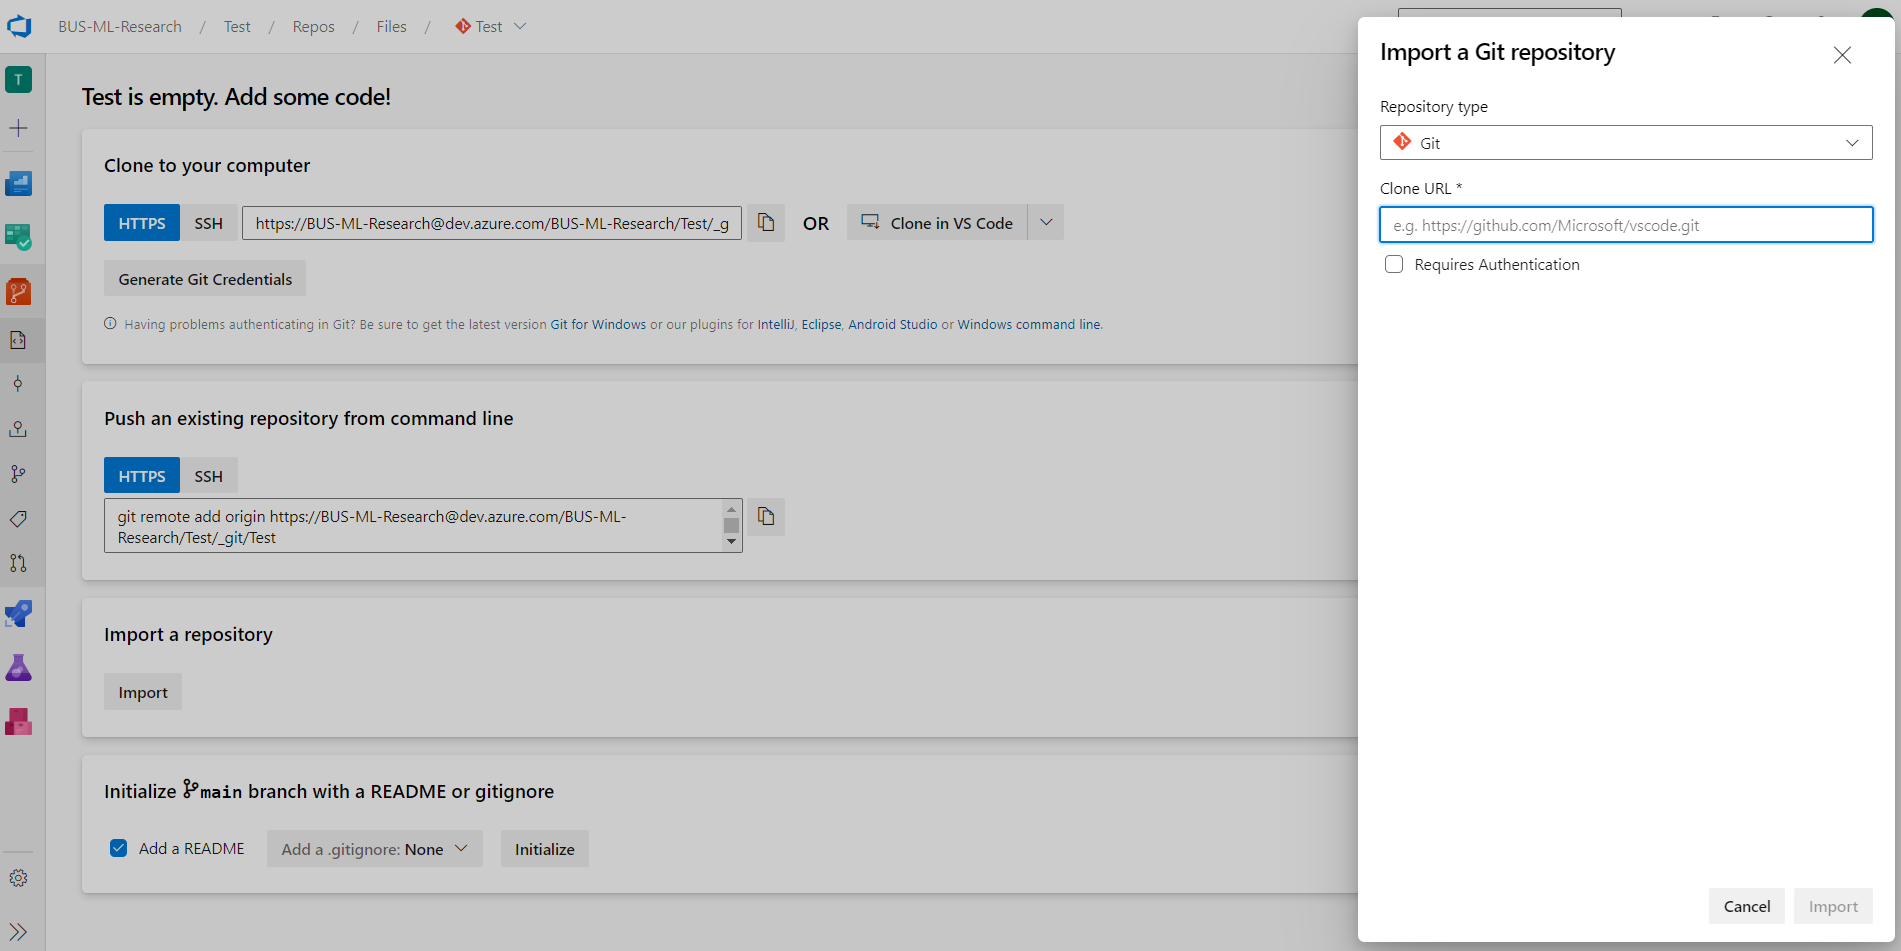 BUS-ML-Research / Test / Repos / Files / Test
T
Test is empty. Add some code!
Clone to your computer
HTTPS SSH https://BUS-ML-Research@dev.azure.com/BUS-ML-Research/Test/_g OR Clone in VS Code
Generate Git Credentials
Having problems authenticating in Git? Be sure to get the latest version Git for Windows or our plugins for IntelliJ, Eclipse, Android Studio or Windows command line.
Push an existing repository from command line
HTTPS SSH
git remote add origin https://BUS-ML-Research@dev.azure.com/BUS-ML-
Research/Test/_git/Test
Import a repository
Import
Initialize main branch with a README or gitignore
Add a README Add a .gitignore: None Initialize
Import a Git repository
Repository type
Git
Clone URL *
e.g. https://github.com/Microsoft/vscode.git
Requires Authentication
Cancel Import